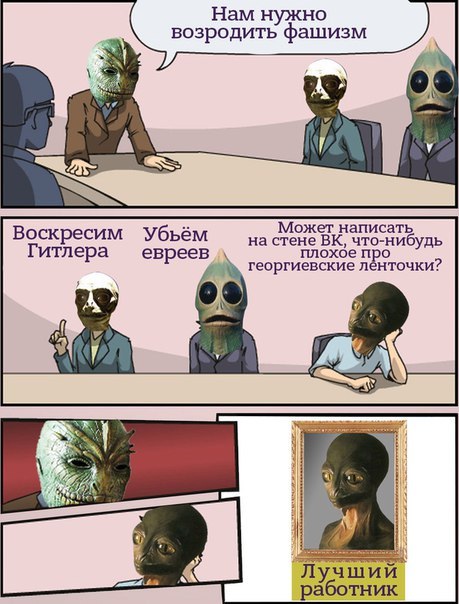 Нам нужно
возродить фашизм
Воскресим
Гитлера
Убьём
евреев
Может написать
на стене ВК, что-нибудь
плохое про
георгиевские ленточки?
Лучший
работник